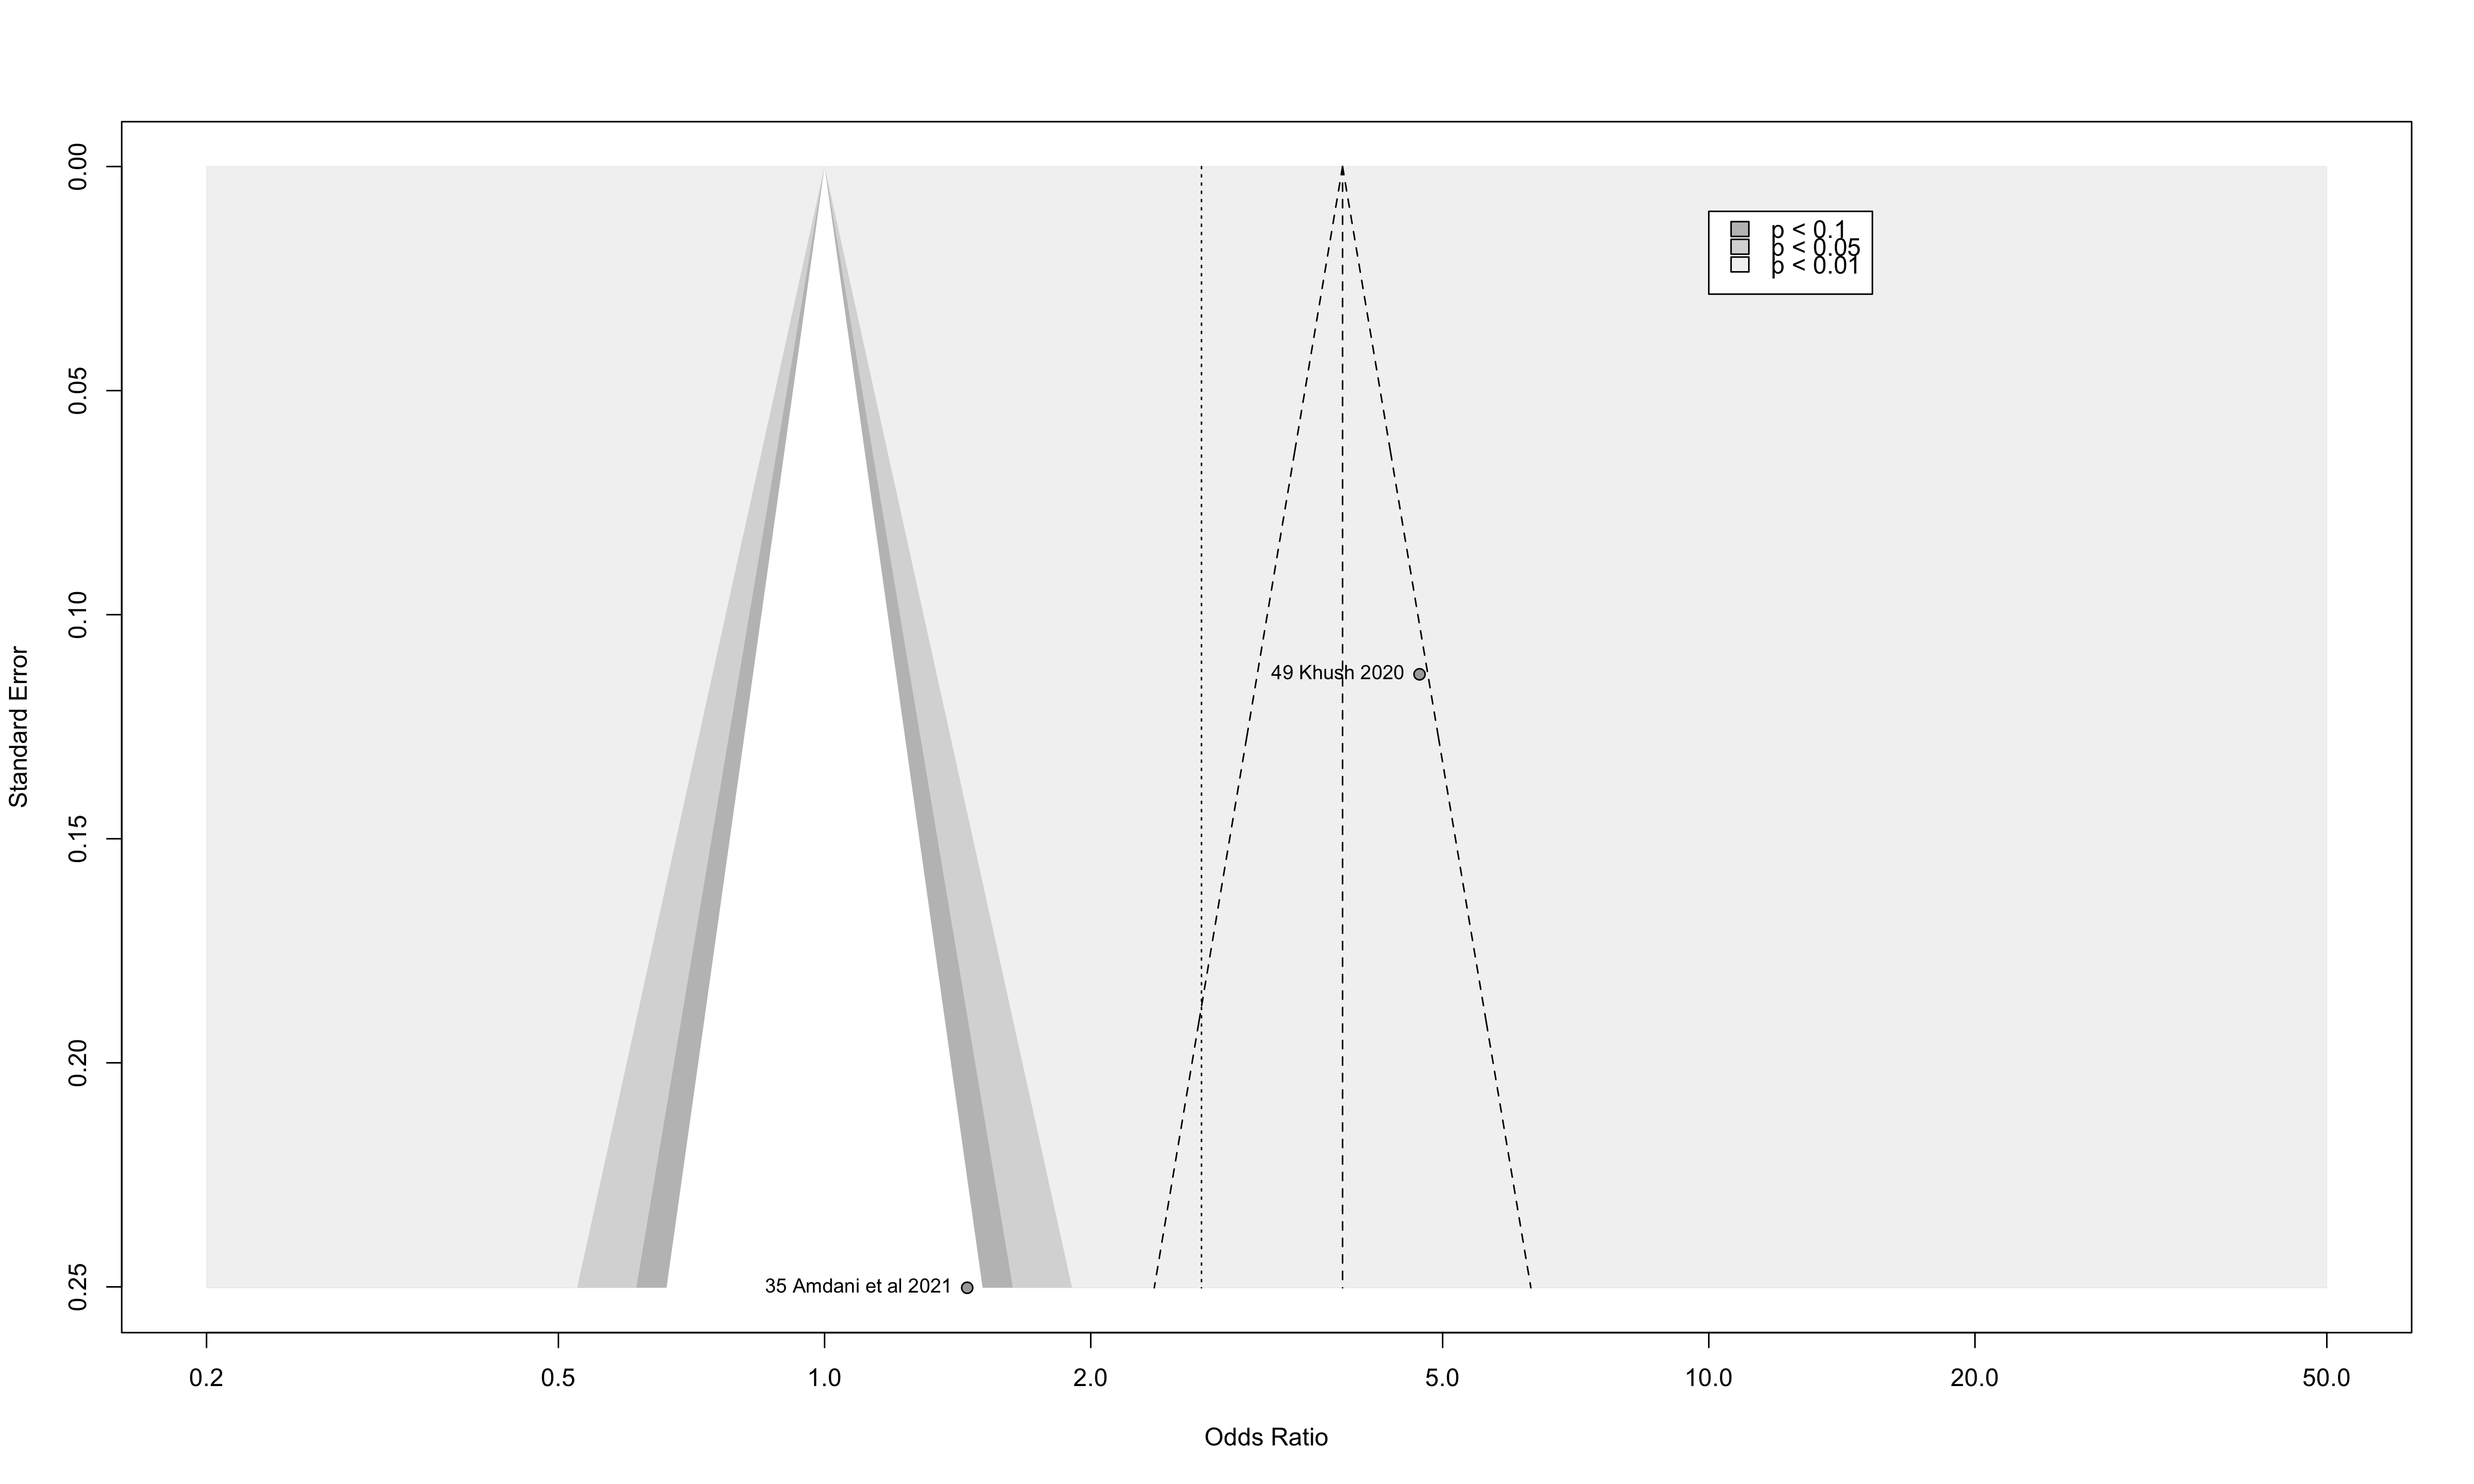 0.00
0.05
0.10
0.15
0.20
0.25
Standard Error
p < 0.1
p < 0.05
p < 0.01
49 Khush 2020
35 Amdani et al 2021
0.2 0.5 1.0 2.0 5.0 10.0 20.0 50.0
Odds Ratio